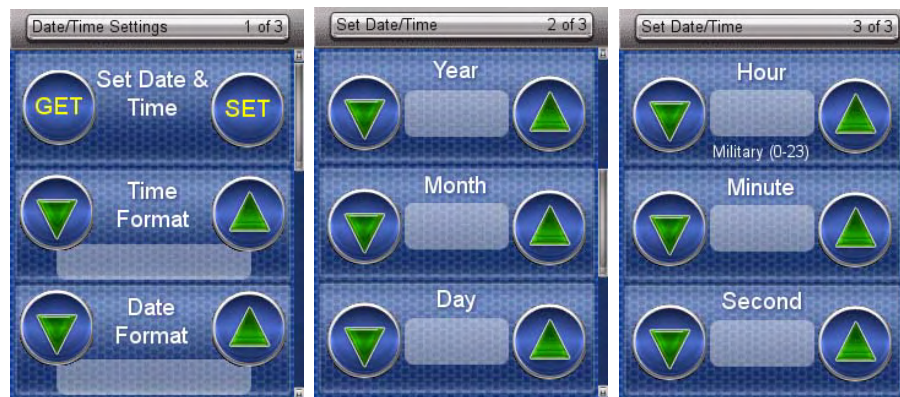 Date/Time Settings 1 of 3
GET
Set Date &
Time
SET
Time
Format
Date
Format
Set Date/Time 2 of 3
Year
Month
Day
Set Date/Time 3 of 3
Hour
Military (0-23)
Minute
Second